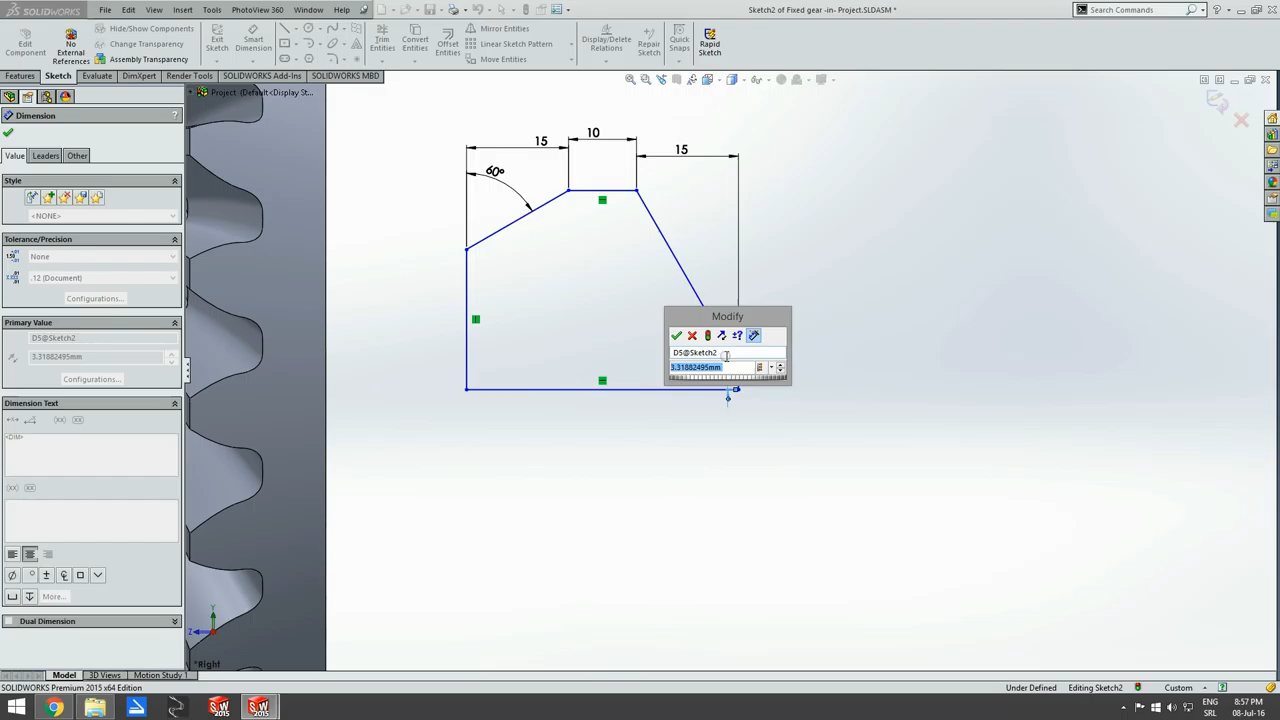 SOLIDWORKS
File Edit View Insert Tools PhotoView 360 Window Help
Sketch2 of Fixed gear -in- Project.SLDASM *
Search Commands
Edit Component
No External References
Show/Hide Components
Change Transparency
Assembly Transparency
Exit Sketch
Smart Dimension
Trim Entities
Convert Entities
Offset Entities
Mirror Entities
Linear Sketch Pattern
Move Entities
Display/Delete Relations
Repair Sketch
Quick Snaps
Rapid Sketch
Features Sketch Evaluate DimXpert Render Tools SOLIDWORKS Add-Ins SOLIDWORKS MBD
Project (Default<Display St...
Dimension ?
Value Leaders Other
Style
<NONE>
Tolerance/Precision
None
.12 (Document)
Configurations...
Primary Value
D5@Sketch2
3.31882495mm
Configurations...
Dimension Text
<DIM>
More...
Dual Dimension
15
10
15
60°
Modify
D5@Sketch2
3.31882495mm
Y
Z
*Right
Model 3D Views Motion Study 1
SOLIDWORKS Premium 2015 x64 Edition
Under Defined Editing Sketch2 Custom
2015
2015
ENG
SRL
8:57 PM
08-Jul-16